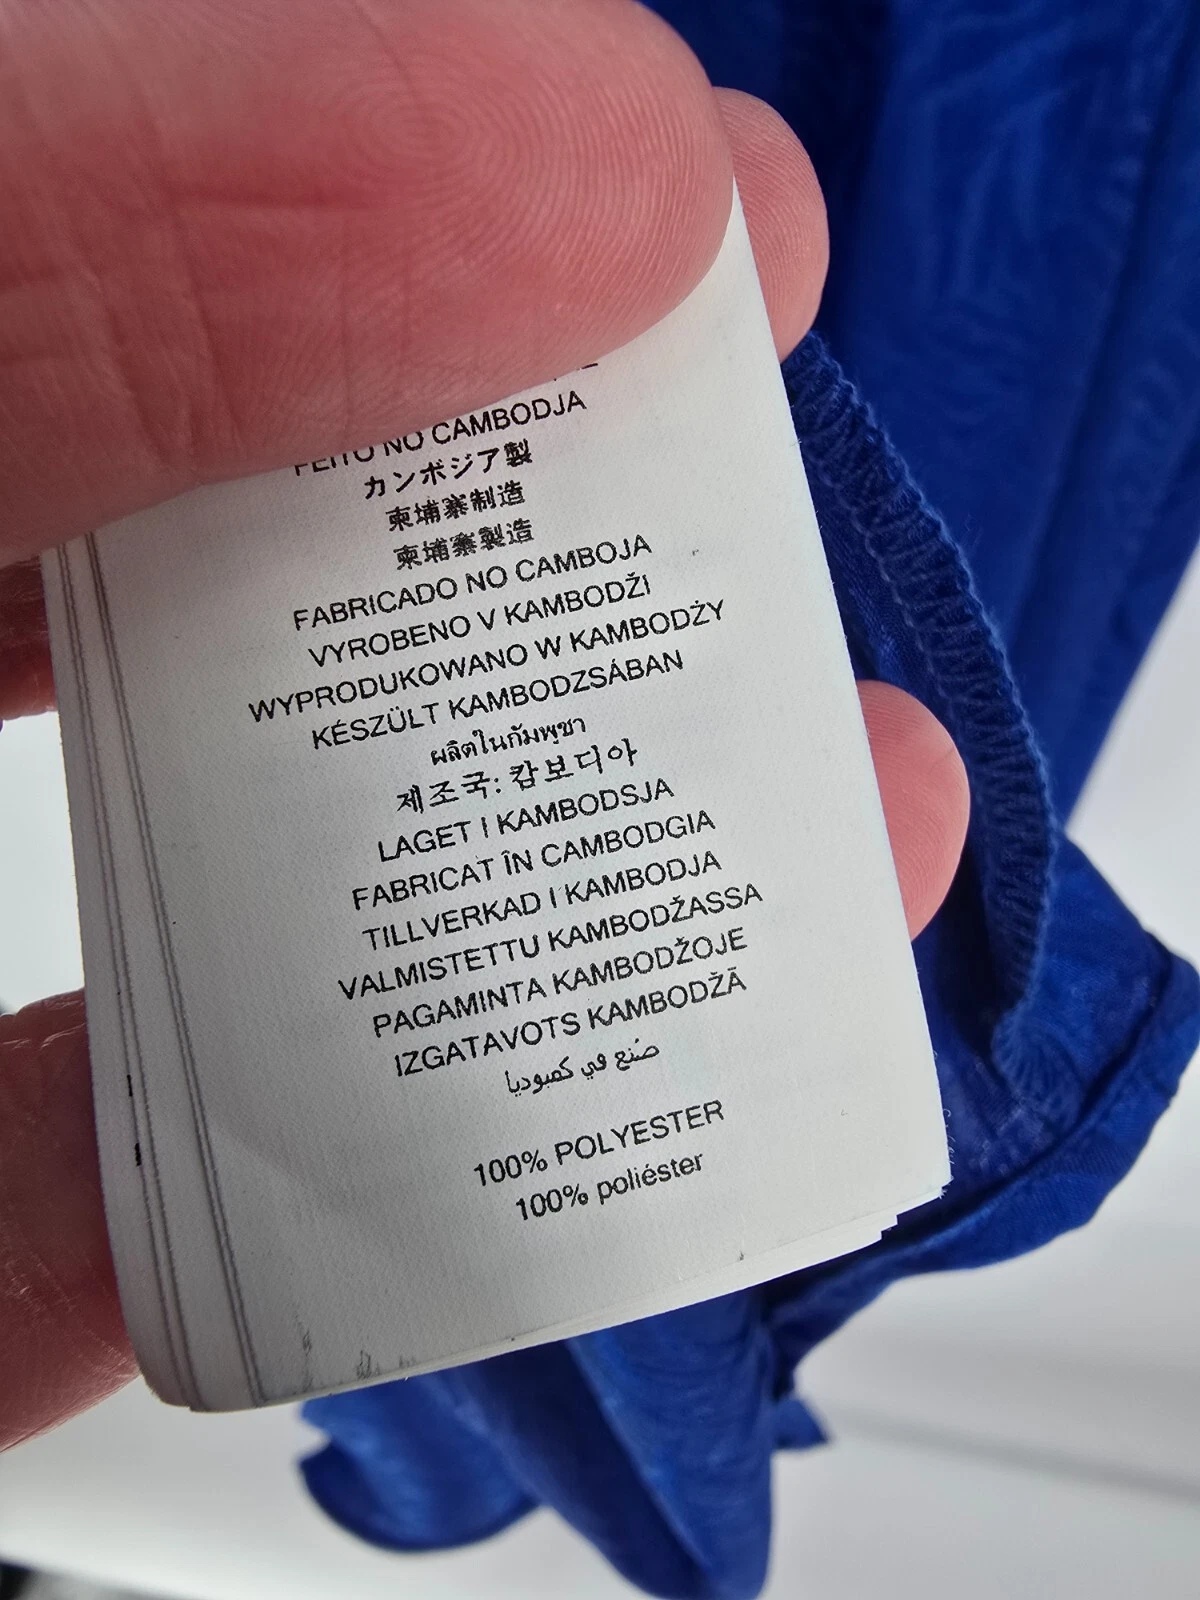 FEITO NO CAMBODJA
カンボジア製
柬埔寨制造
柬埔寨製造
FABRICADO NO CAMBOJA
VYROBENO V KAMBODŽI
WYPRODUKOWANO W KAMBODŻY
KÉSZÜLT KAMBODZSÁBAN
ผลิตในกัมพูชา
제조국: 캄보디아
LAGET I KAMBODSJA
FABRICAT ÎN CAMBODGIA
TILLVERKAD I KAMBODJA
VALMISTETTU KAMBODŽASSA
PAGAMINTA KAMBODŽOJE
IZGATAVOTS KAMBODŽĀ
صُنع في كمبوديا
100% POLYESTER
100% poliéster